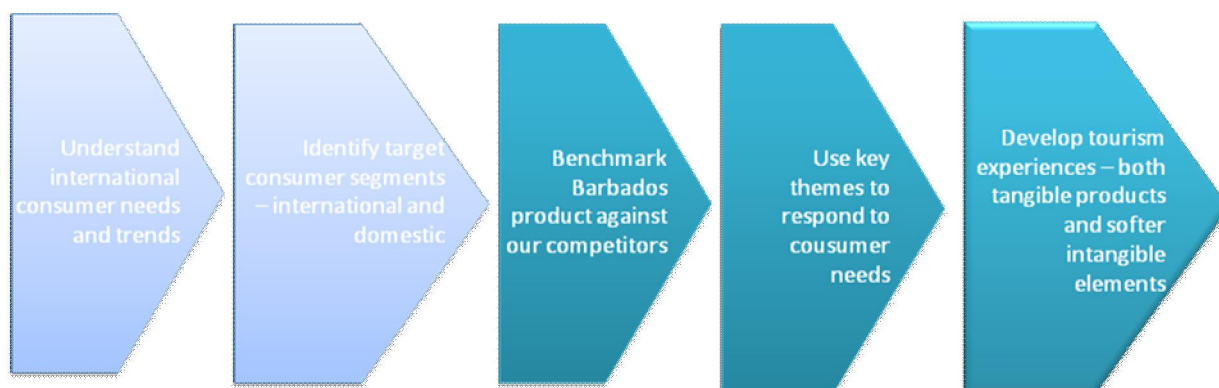 Understand
international
consumer needs
and trends
Identify target
consumer segments
– international and
domestic
Benchmark
Barbados
product against
our competitors
Use key
themes to
respond to
cousumer
needs
Develop tourism
experiences – both
tangible products
and softer
intangible
elements